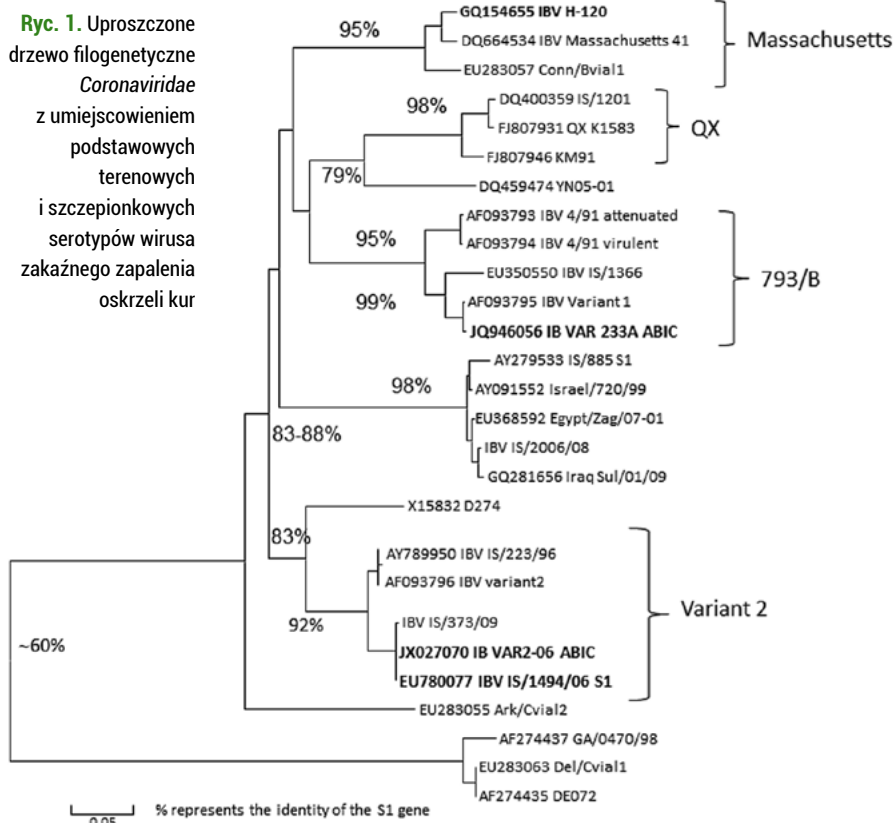 Ryc. 1. Uproszczone
drzewo filogenetyczne
Coronaviridae
z umiejscowieniem
podstawowych
terenowych
i szczepionkowych
serotypów wirusa
zakaźnego zapalenia
oskrzeli kur
95%
GQ154655 IBV H-120
DQ664534 IBV Massachusetts 41
EU283057 Conn/Bvial1
Massachusetts
98%
DQ400359 IS/1201
FJ807931 QX K1583
FJ807946 KM91
QX
79%
DQ459474 YN05-01
95%
AF093793 IBV 4/91 attenuated
AF093794 IBV 4/91 virulent
EU350550 IBV IS/1366
99%
AF093795 IBV Variant 1
JQ946056 IB VAR 233A ABIC
793/B
AY279533 IS/885 S1
98%
AY091552 Israel/720/99
EU368592 Egypt/Zag/07-01
83-88%
IBV IS/2006/08
GQ281656 Iraq Sul/01/09
X15832 D274
83%
AY789950 IBV IS/223/96
AF093796 IBV variant2
92%
IBV IS/373/09
JX027070 IB VAR2-06 ABIC
EU780077 IBV IS/1494/06 S1
Variant 2
~60%
EU283055 Ark/Cvial2
AF274437 GA/0470/98
EU283063 Del/Cvial1
AF274435 DE072
0.05
% represents the identity of the S1 gene